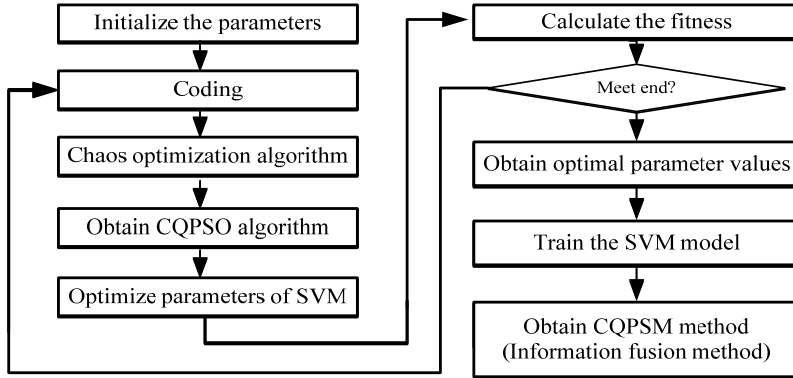 Initialize the parameters
Coding
Chaos optimization algorithm
Obtain CQPSO algorithm
Optimize parameters of SVM
Calculate the fitness
Meet end?
Obtain optimal parameter values
Train the SVM model
Obtain CQPSM method
(Information fusion method)